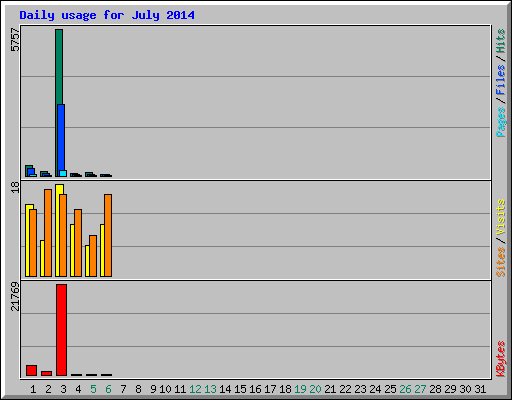 Daily usage for July 2014
5757
Pages / Files / Hits
18
Sites / Visits
21769
KBytes
1 2 3 4 5 6 7 8 9 10 11 12 13 14 15 16 17 18 19 20 21 22 23 24 25 26 27 28 29 30 31